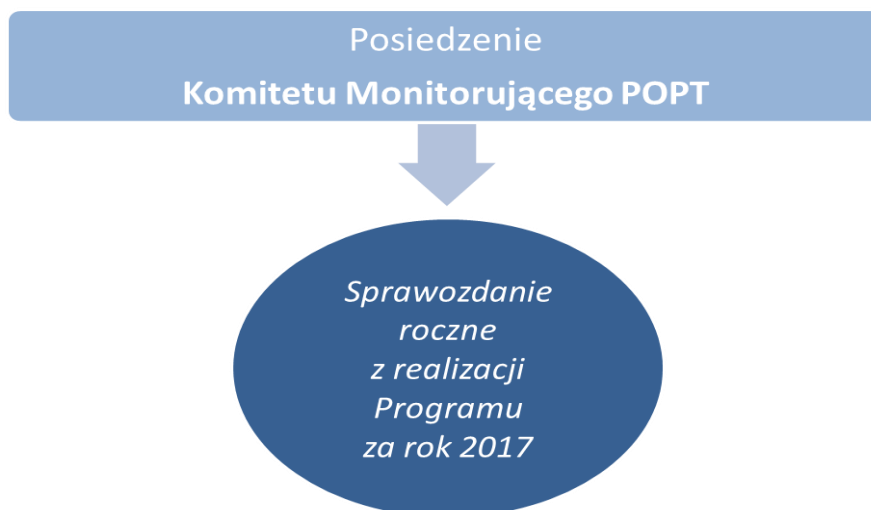 Posiedzenie
Komitetu Monitorującego POPT
Sprawozdanie
roczne
z realizacji
Programu
za rok 2017